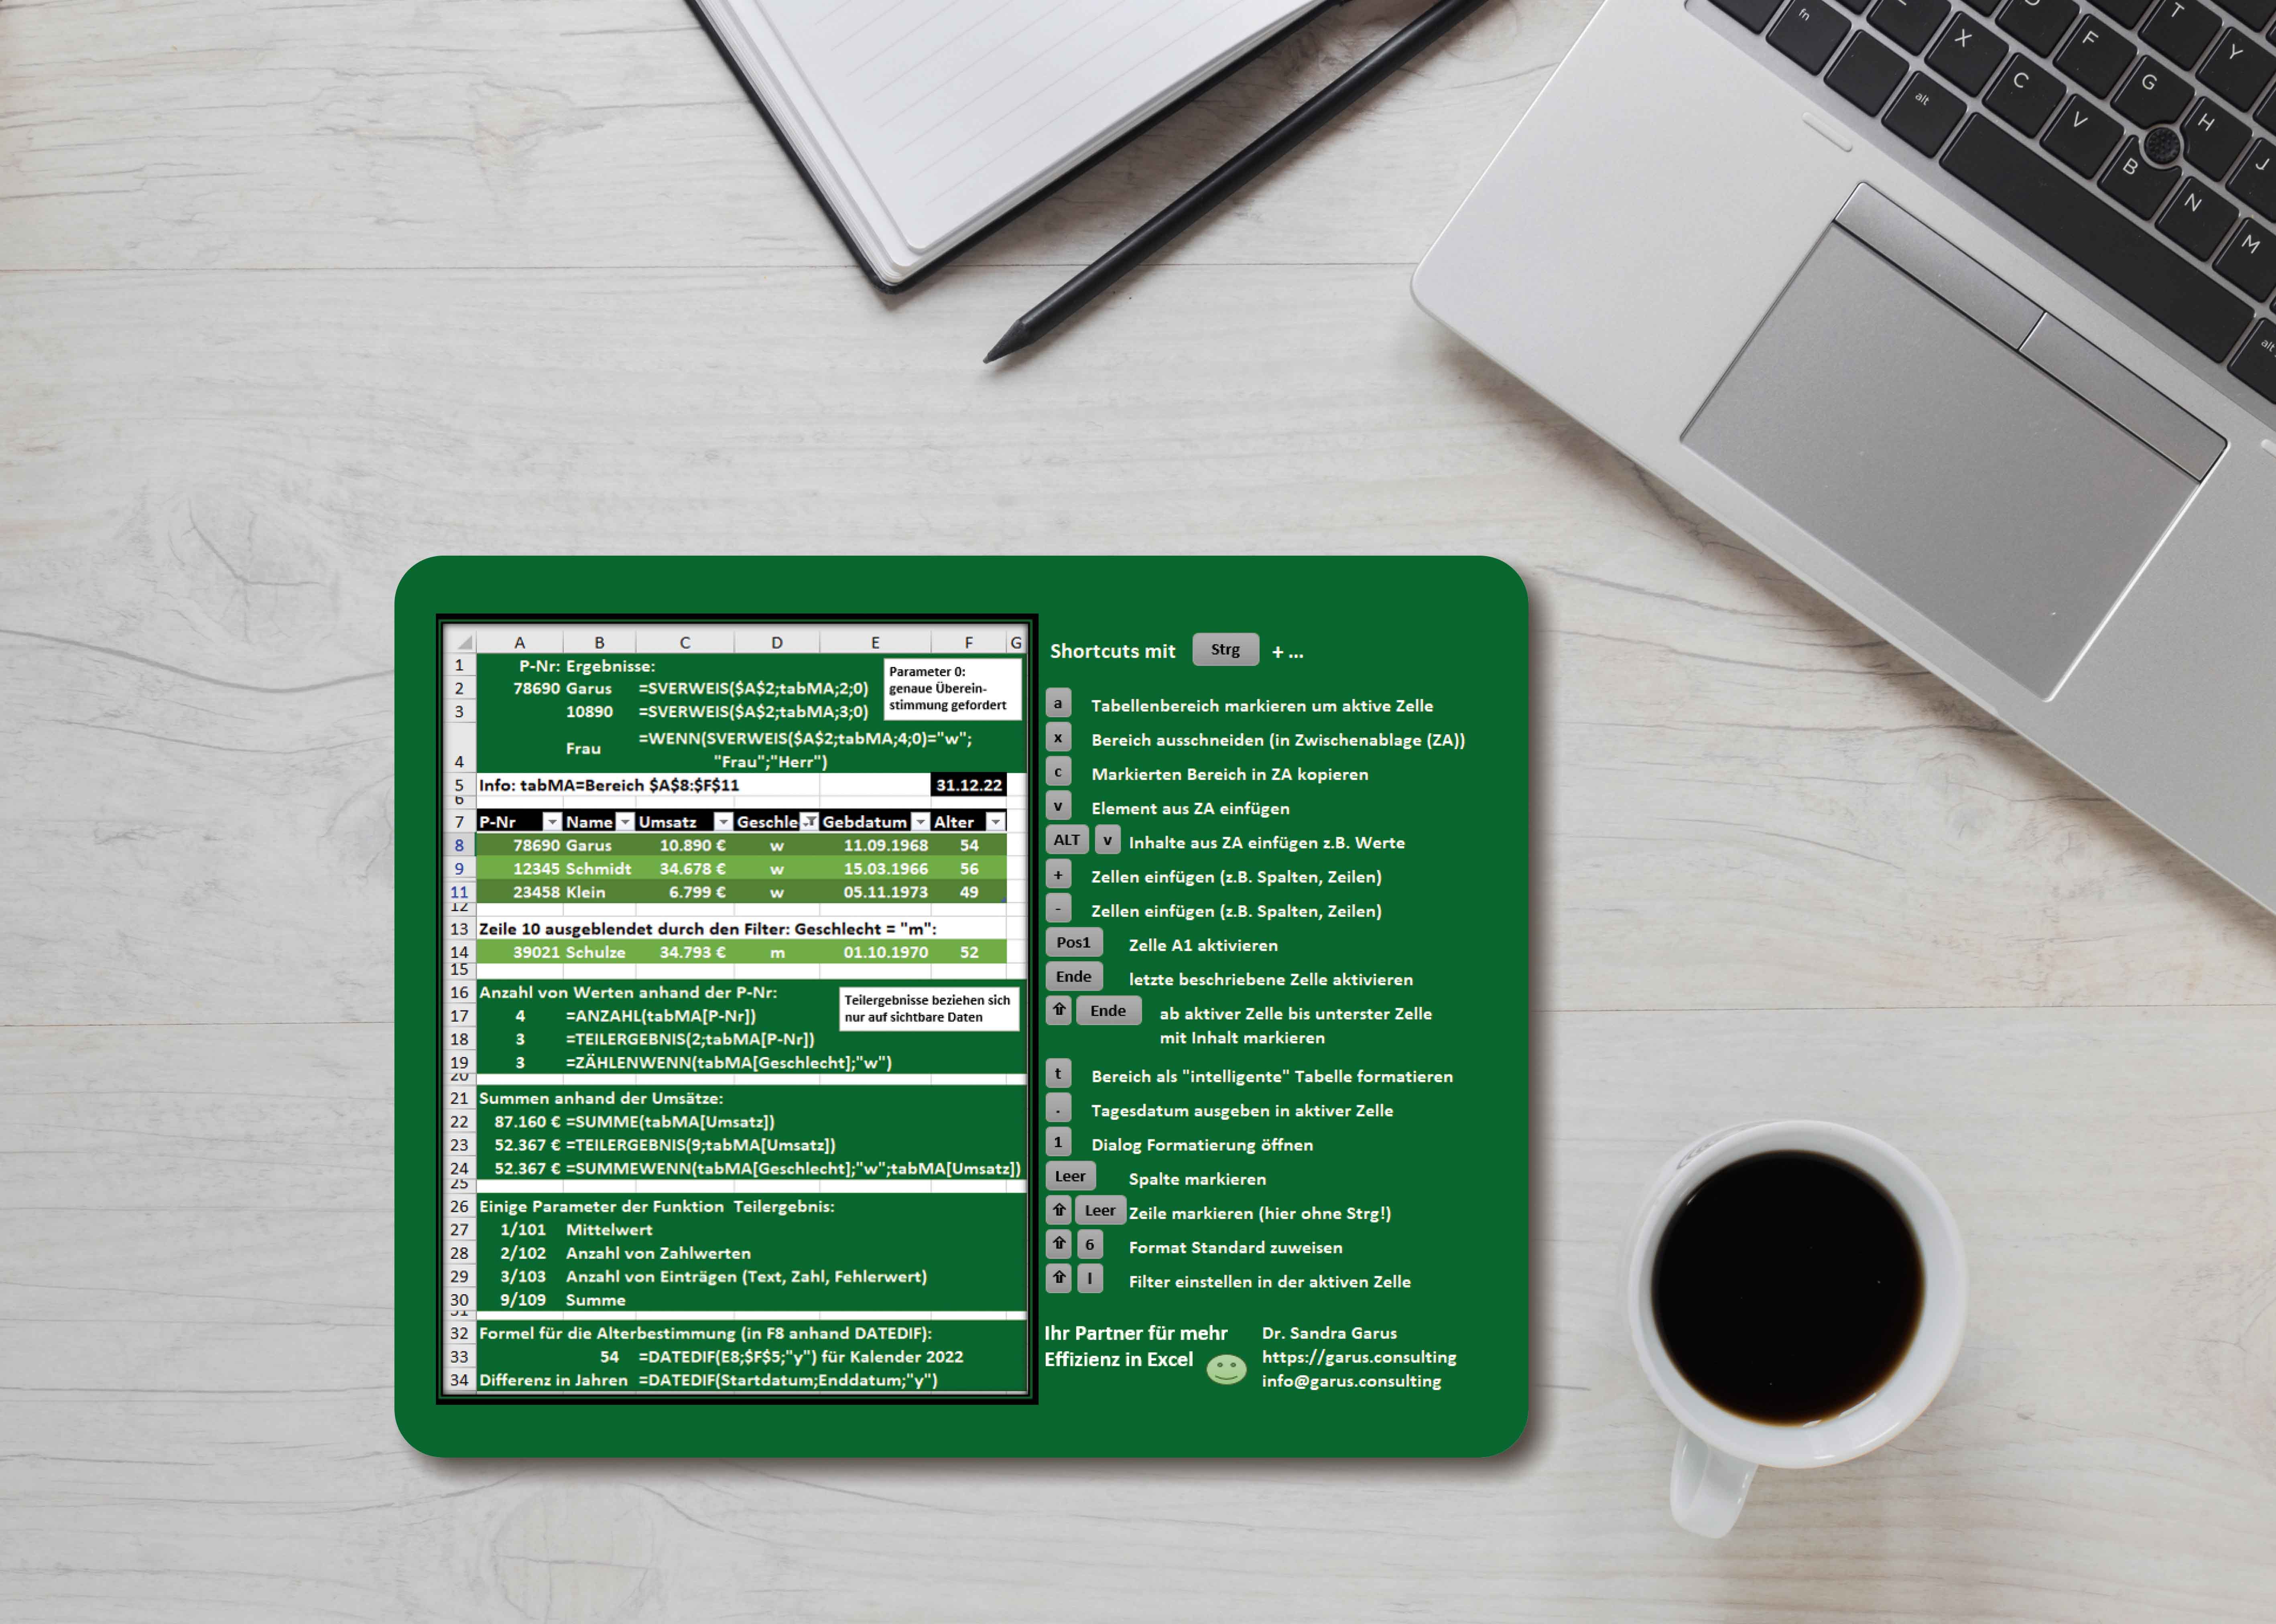 fn
alt
X
C
V
B
F
G
H
T
Y
J
N
M
alt
A B C D E F G
1 P-Nr: Ergebnisse:
Parameter 0:
genaue Überein-
stimmung gefordert
2 78690 Garus =SVERWEIS($A$2;tabMA;2;0)
3 10890 =SVERWEIS($A$2;tabMA;3;0)
4 Frau =WENN(SVERWEIS($A$2;tabMA;4;0)="w";
"Frau";"Herr")
5 Info: tabMA=Bereich $A$8:$F$11 31.12.22
6
7 P-Nr Name Umsatz Geschle Gebdatum Alter
8 78690 Garus 10.890 € w 11.09.1968 54
9 12345 Schmidt 34.678 € w 15.03.1966 56
11 23458 Klein 6.799 € w 05.11.1973 49
12
13 Zeile 10 ausgeblendet durch den Filter: Geschlecht = "m":
14 39021 Schulze 34.793 € m 01.10.1970 52
15
16 Anzahl von Werten anhand der P-Nr:
Teilergebnisse beziehen sich
nur auf sichtbare Daten
17 4 =ANZAHL(tabMA[P-Nr])
18 3 =TEILERGEBNIS(2;tabMA[P-Nr])
19 3 =ZÄHLENWENN(tabMA[Geschlecht];"w")
20
21 Summen anhand der Umsätze:
22 87.160 € =SUMME(tabMA[Umsatz])
23 52.367 € =TEILERGEBNIS(9;tabMA[Umsatz])
24 52.367 € =SUMMEWENN(tabMA[Geschlecht];"w";tabMA[Umsatz])
25
26 Einige Parameter der Funktion Teilergebnis:
27 1/101 Mittelwert
28 2/102 Anzahl von Zahlwerten
29 3/103 Anzahl von Einträgen (Text, Zahl, Fehlerwert)
30 9/109 Summe
31
32 Formel für die Alterbestimmung (in F8 anhand DATEDIF):
33 54 =DATEDIF(E8;$F$5;"y") für Kalender 2022
34 Differenz in Jahren =DATEDIF(Startdatum;Enddatum;"y")
Shortcuts mit Strg + ...
a Tabellenbereich markieren um aktive Zelle
x Bereich ausschneiden (in Zwischenablage (ZA))
c Markierten Bereich in ZA kopieren
v Element aus ZA einfügen
ALT v Inhalte aus ZA einfügen z.B. Werte
+ Zellen einfügen (z.B. Spalten, Zeilen)
- Zellen einfügen (z.B. Spalten, Zeilen)
Pos1 Zelle A1 aktivieren
Ende letzte beschriebene Zelle aktivieren
⇧ Ende ab aktiver Zelle bis unterster Zelle
mit Inhalt markieren
t Bereich als "intelligente" Tabelle formatieren
. Tagesdatum ausgeben in aktiver Zelle
1 Dialog Formatierung öffnen
Leer Spalte markieren
⇧ Leer Zeile markieren (hier ohne Strg!)
⇧ 6 Format Standard zuweisen
⇧ l Filter einstellen in der aktiven Zelle
Ihr Partner für mehr
Effizienz in Excel
Dr. Sandra Garus
https://garus.consulting
info@garus.consulting